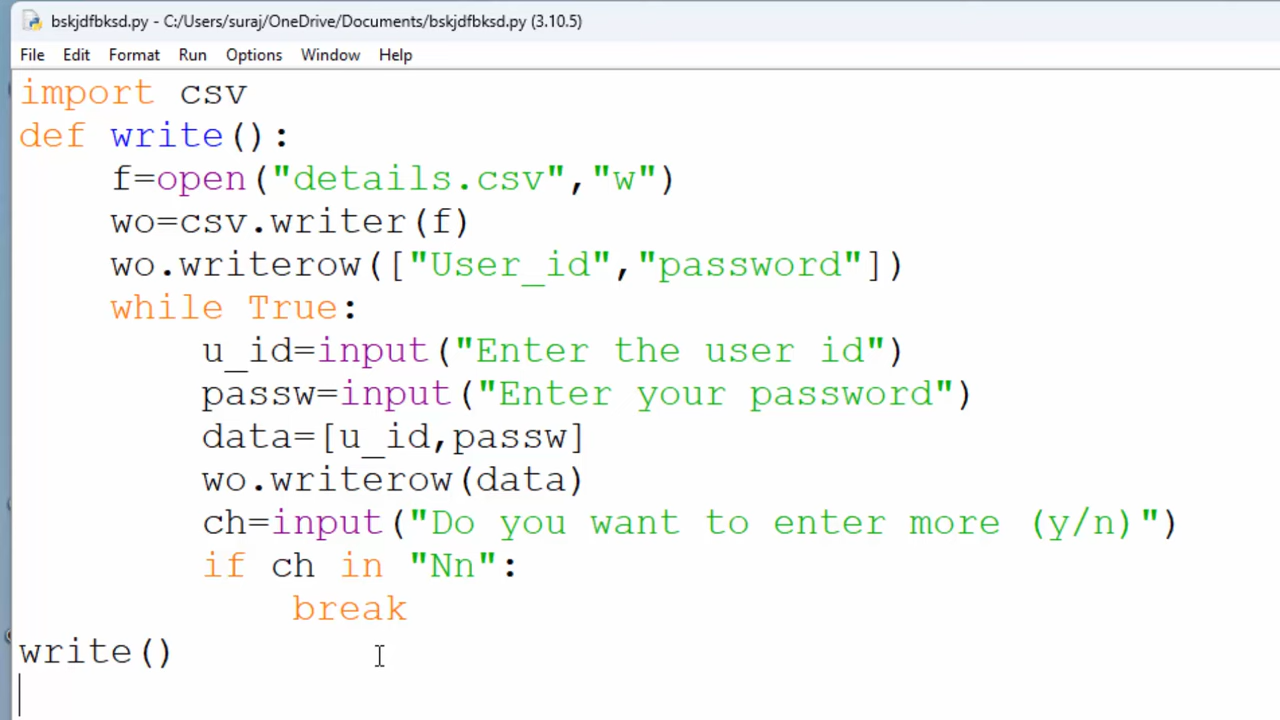 bskjdfbksd.py - C:/Users/suraj/OneDrive/Documents/bskjdfbksd.py (3.10.5)
File Edit Format Run Options Window Help
import csv
def write():
    f=open("details.csv","w")
    wo=csv.writer(f)
    wo.writerow(["User_id","password"])
    while True:
        u_id=input("Enter the user id")
        passw=input("Enter your password")
        data=[u_id,passw]
        wo.writerow(data)
        ch=input("Do you want to enter more (y/n)")
        if ch in "Nn":
            break
write()